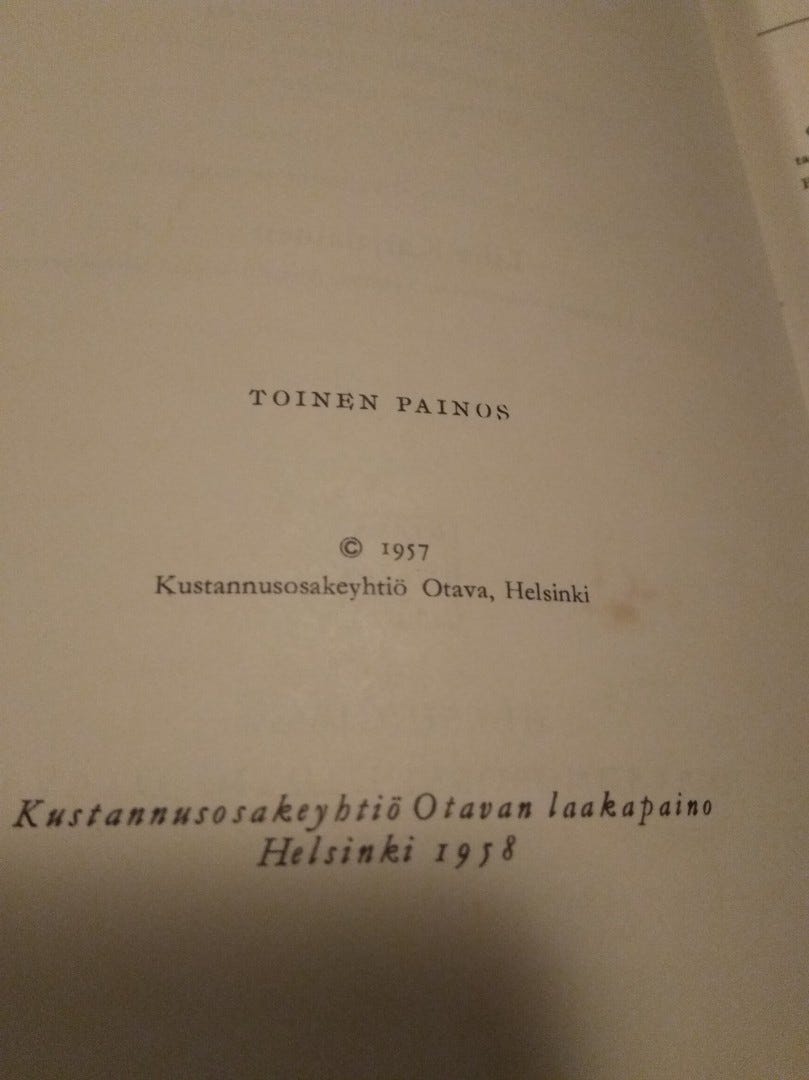 TOINEN PAINOS
© 1957
Kustannusosakeyhtiö Otava, Helsinki
Kustannusosakeyhtiö Otavan laakapaino
Helsinki 1958